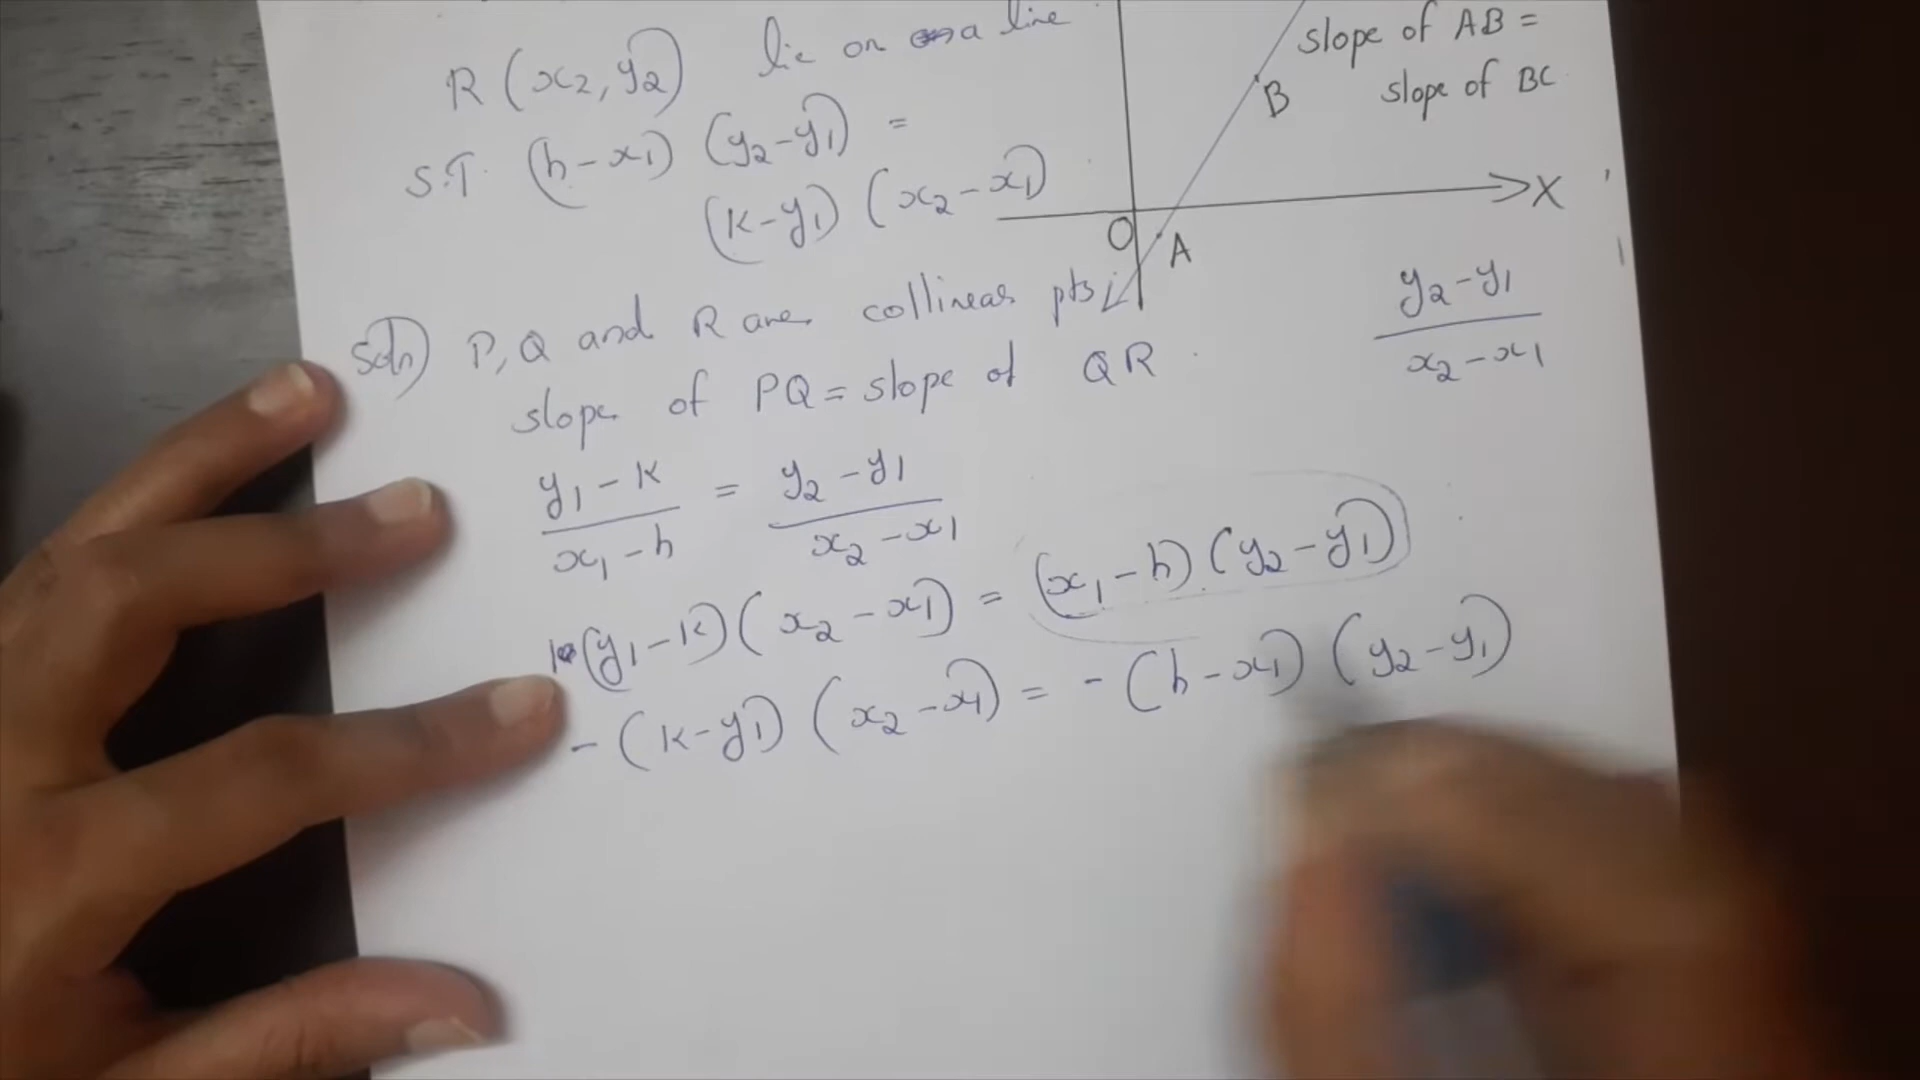 R (x₂, y₂) lie on a line
S.T. (h-x₁) (y₂-y₁) =
(k-y₁) (x₂-x₁)
slope of AB =
slope of BC
B
X
O
A
y₂-y₁
x₂-x₁
Soln) P, Q and R are collinear pts
slope of PQ = slope of QR.
y₁-k = y₂-y₁
x₁-h x₂-x₁
(y₁-k)(x₂-x₁) = (x₁-h)(y₂-y₁)
-(k-y₁) (x₂-x₁) = -(h-x₁) (y₂-y₁)